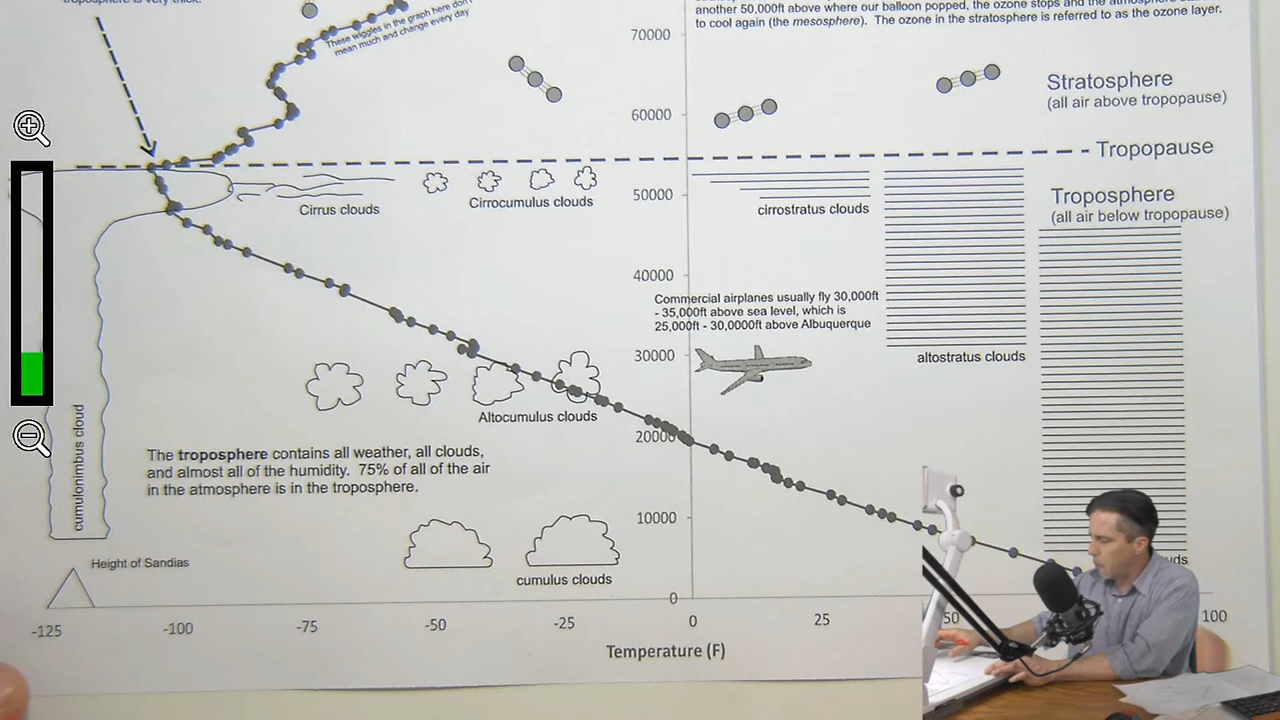 troposphere is very thick.
These wiggles in the graph here don't
mean much and change every day
another 50,000ft above where our balloon popped, the ozone stops and the
to cool again (the mesosphere). The ozone in the stratosphere is referred to as the ozone layer.
70000
Stratosphere
(all air above tropopause)
60000
Tropopause
50000
Troposphere
(all air below tropopause)
Cirrus clouds
Cirrocumulus clouds
cirrostratus clouds
40000
Commercial airplanes usually fly 30,000ft
- 35,000ft above sea level, which is
25,000ft - 30,0000ft above Albuquerque
30000
altostratus clouds
Altocumulus clouds
20000
The troposphere contains all weather, all clouds,
and almost all of the humidity. 75% of all of the air
in the atmosphere is in the troposphere.
cumulonimbus cloud
10000
Height of Sandias
cumulus clouds
0
-125
-100
-75
-50
-25
0
25
50
100
Temperature (F)